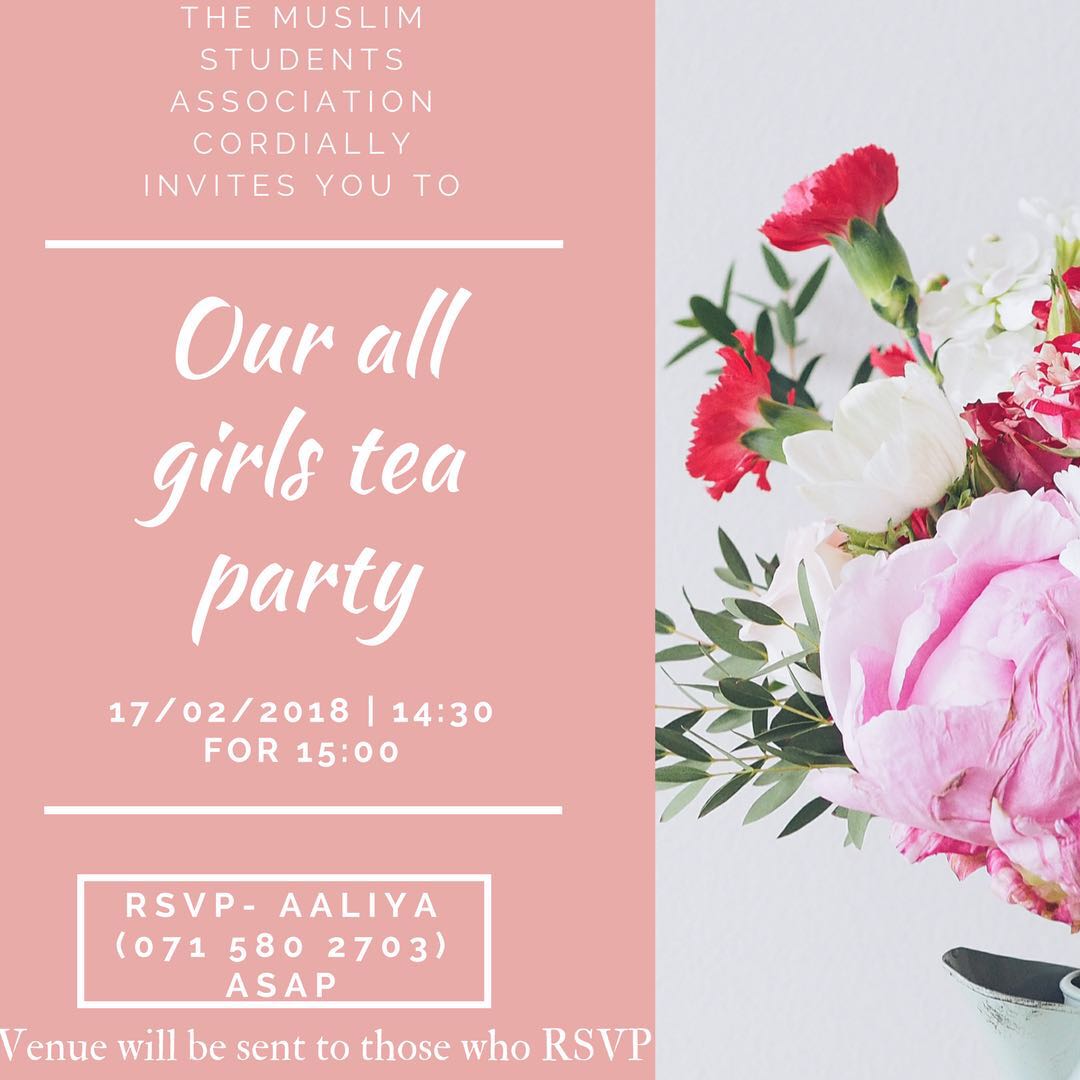 THE MUSLIM
STUDENTS
ASSOCIATION
CORDIALLY
INVITES YOU TO
Our all
girls tea
party
17/02/2018 | 14:30
FOR 15:00
RSVP- AALIYA
(071 580 2703)
ASAP
Venue will be sent to those who RSVP